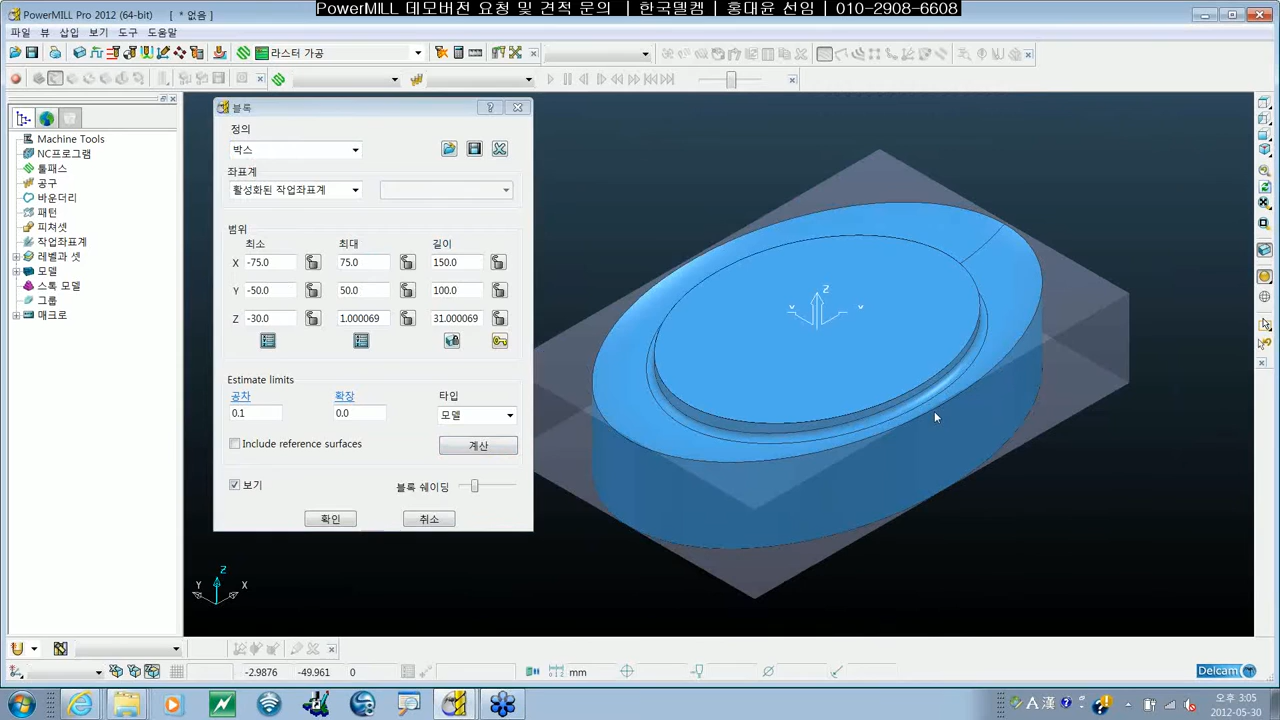 PowerMILL Pro 2012 (64-bit) [ * 없음 ]
PowerMILL 데모버전 요청 및 견적 문의 | 한국델켐 | 홍대윤 선임 | 010-2908-6608
파일 뷰 삽입 보기 도구 도움말
라스터 가공
Machine Tools
NC프로그램
툴패스
공구
바운더리
패턴
피쳐셋
작업좌표계
레벨과 셋
모델
스톡 모델
그룹
매크로
블록
정의
박스
좌표계
활성화된 작업좌표계
범위
최소 최대 길이
X -75.0 75.0 150.0
Y -50.0 50.0 100.0
Z -30.0 1.000069 31.000069
Estimate limits
공차 확장 타입
0.1 0.0 모델
Include reference surfaces 계산
보기 블록 쉐이딩
확인 취소
Z
Z
Y X
-2.9876 -49.961 0 mm
Delcam
A 漢
오후 3:05
2012-05-30